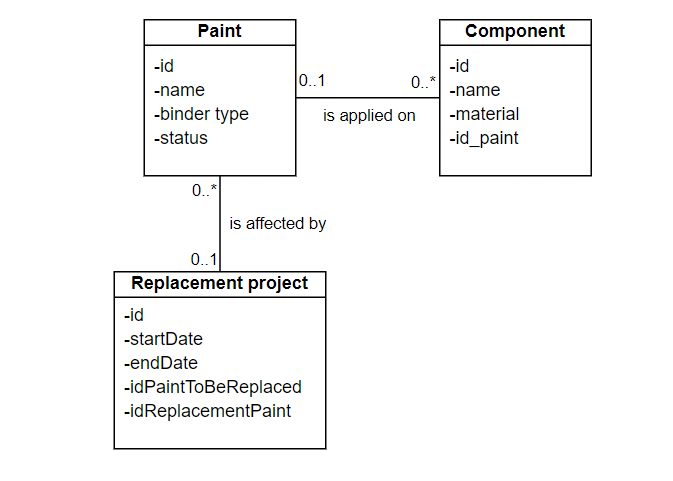 Paint
-id
-name
-binder type
-status
0..1
0..*
is applied on
Component
-id
-name
-material
-id_paint
0..*
is affected by
0..1
Replacement project
-id
-startDate
-endDate
-idPaintToBeReplaced
-idReplacementPaint